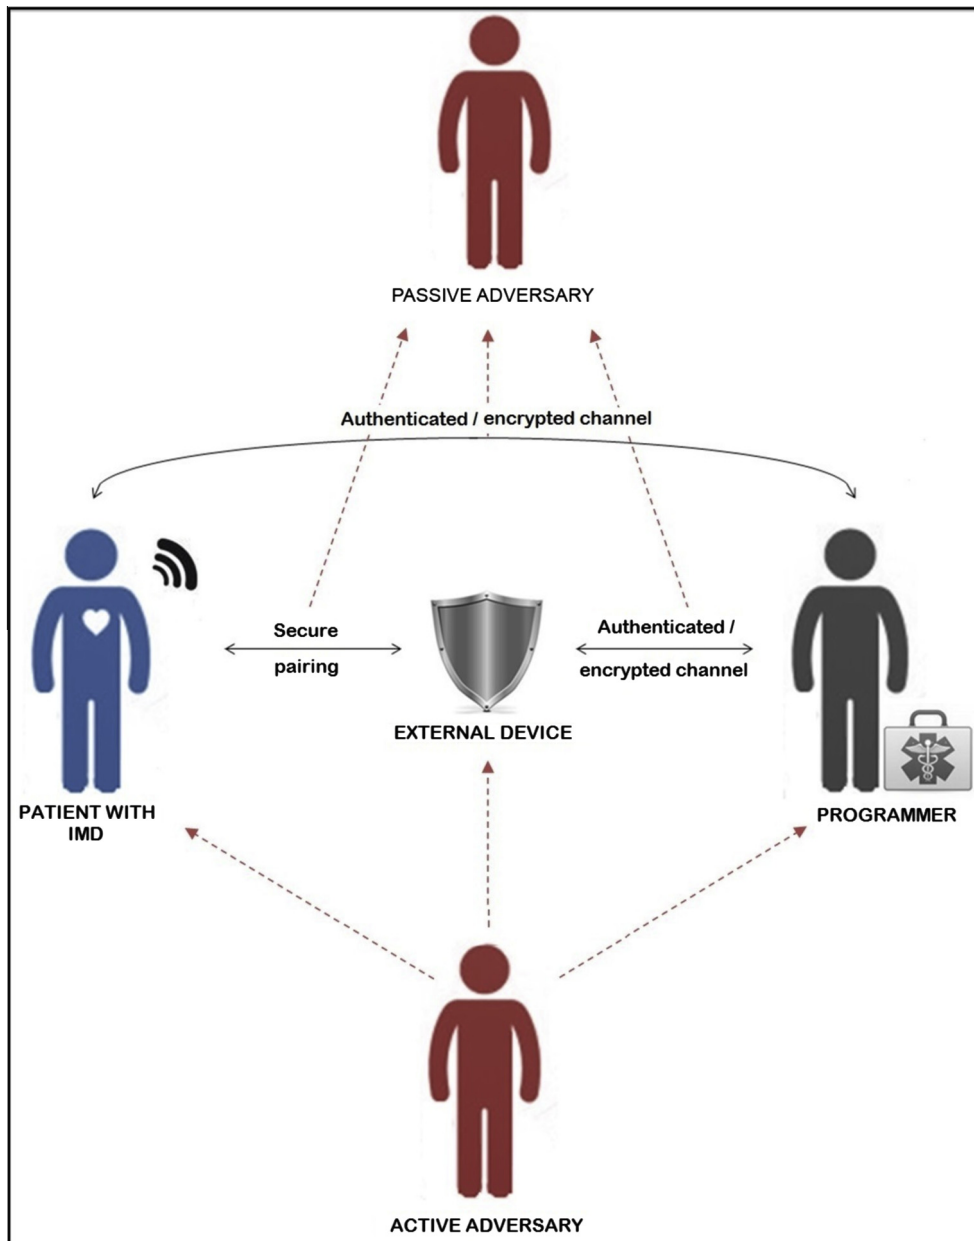 PASSIVE ADVERSARY
Authenticated / encrypted channel
Secure
pairing
Authenticated /
encrypted channel
EXTERNAL DEVICE
PATIENT WITH
IMD
PROGRAMMER
ACTIVE ADVERSARY